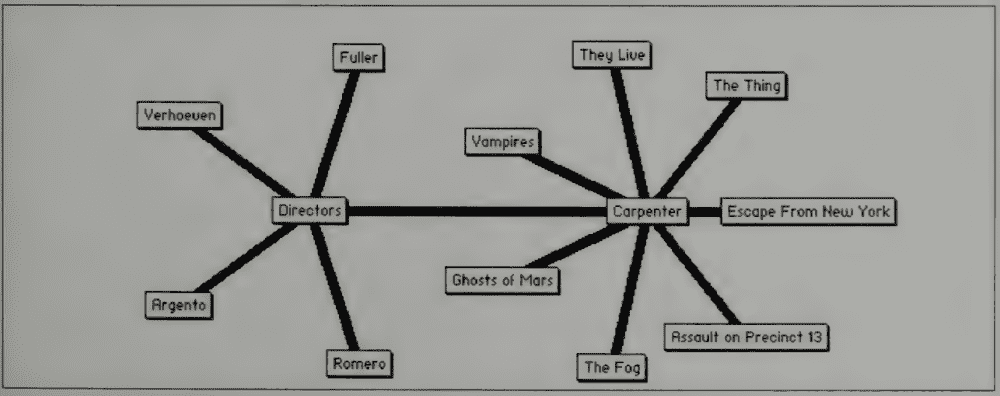 Fuller
They Live
The Thing
Verhoeven
Vampires
Directors
Carpenter
Escape From New York
Ghosts of Mars
Argento
Assault on Precinct 13
Romero
The Fog